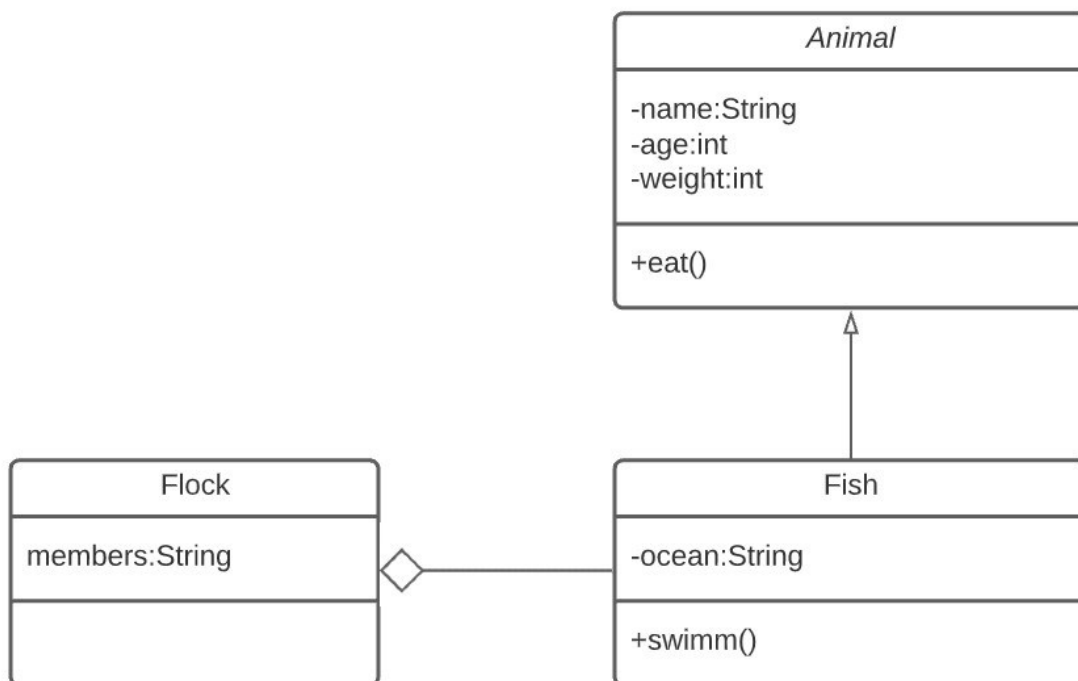 Animal
-name:String
-age:int
-weight:int
+eat()
Flock
members:String
Fish
-ocean:String
+swimm()